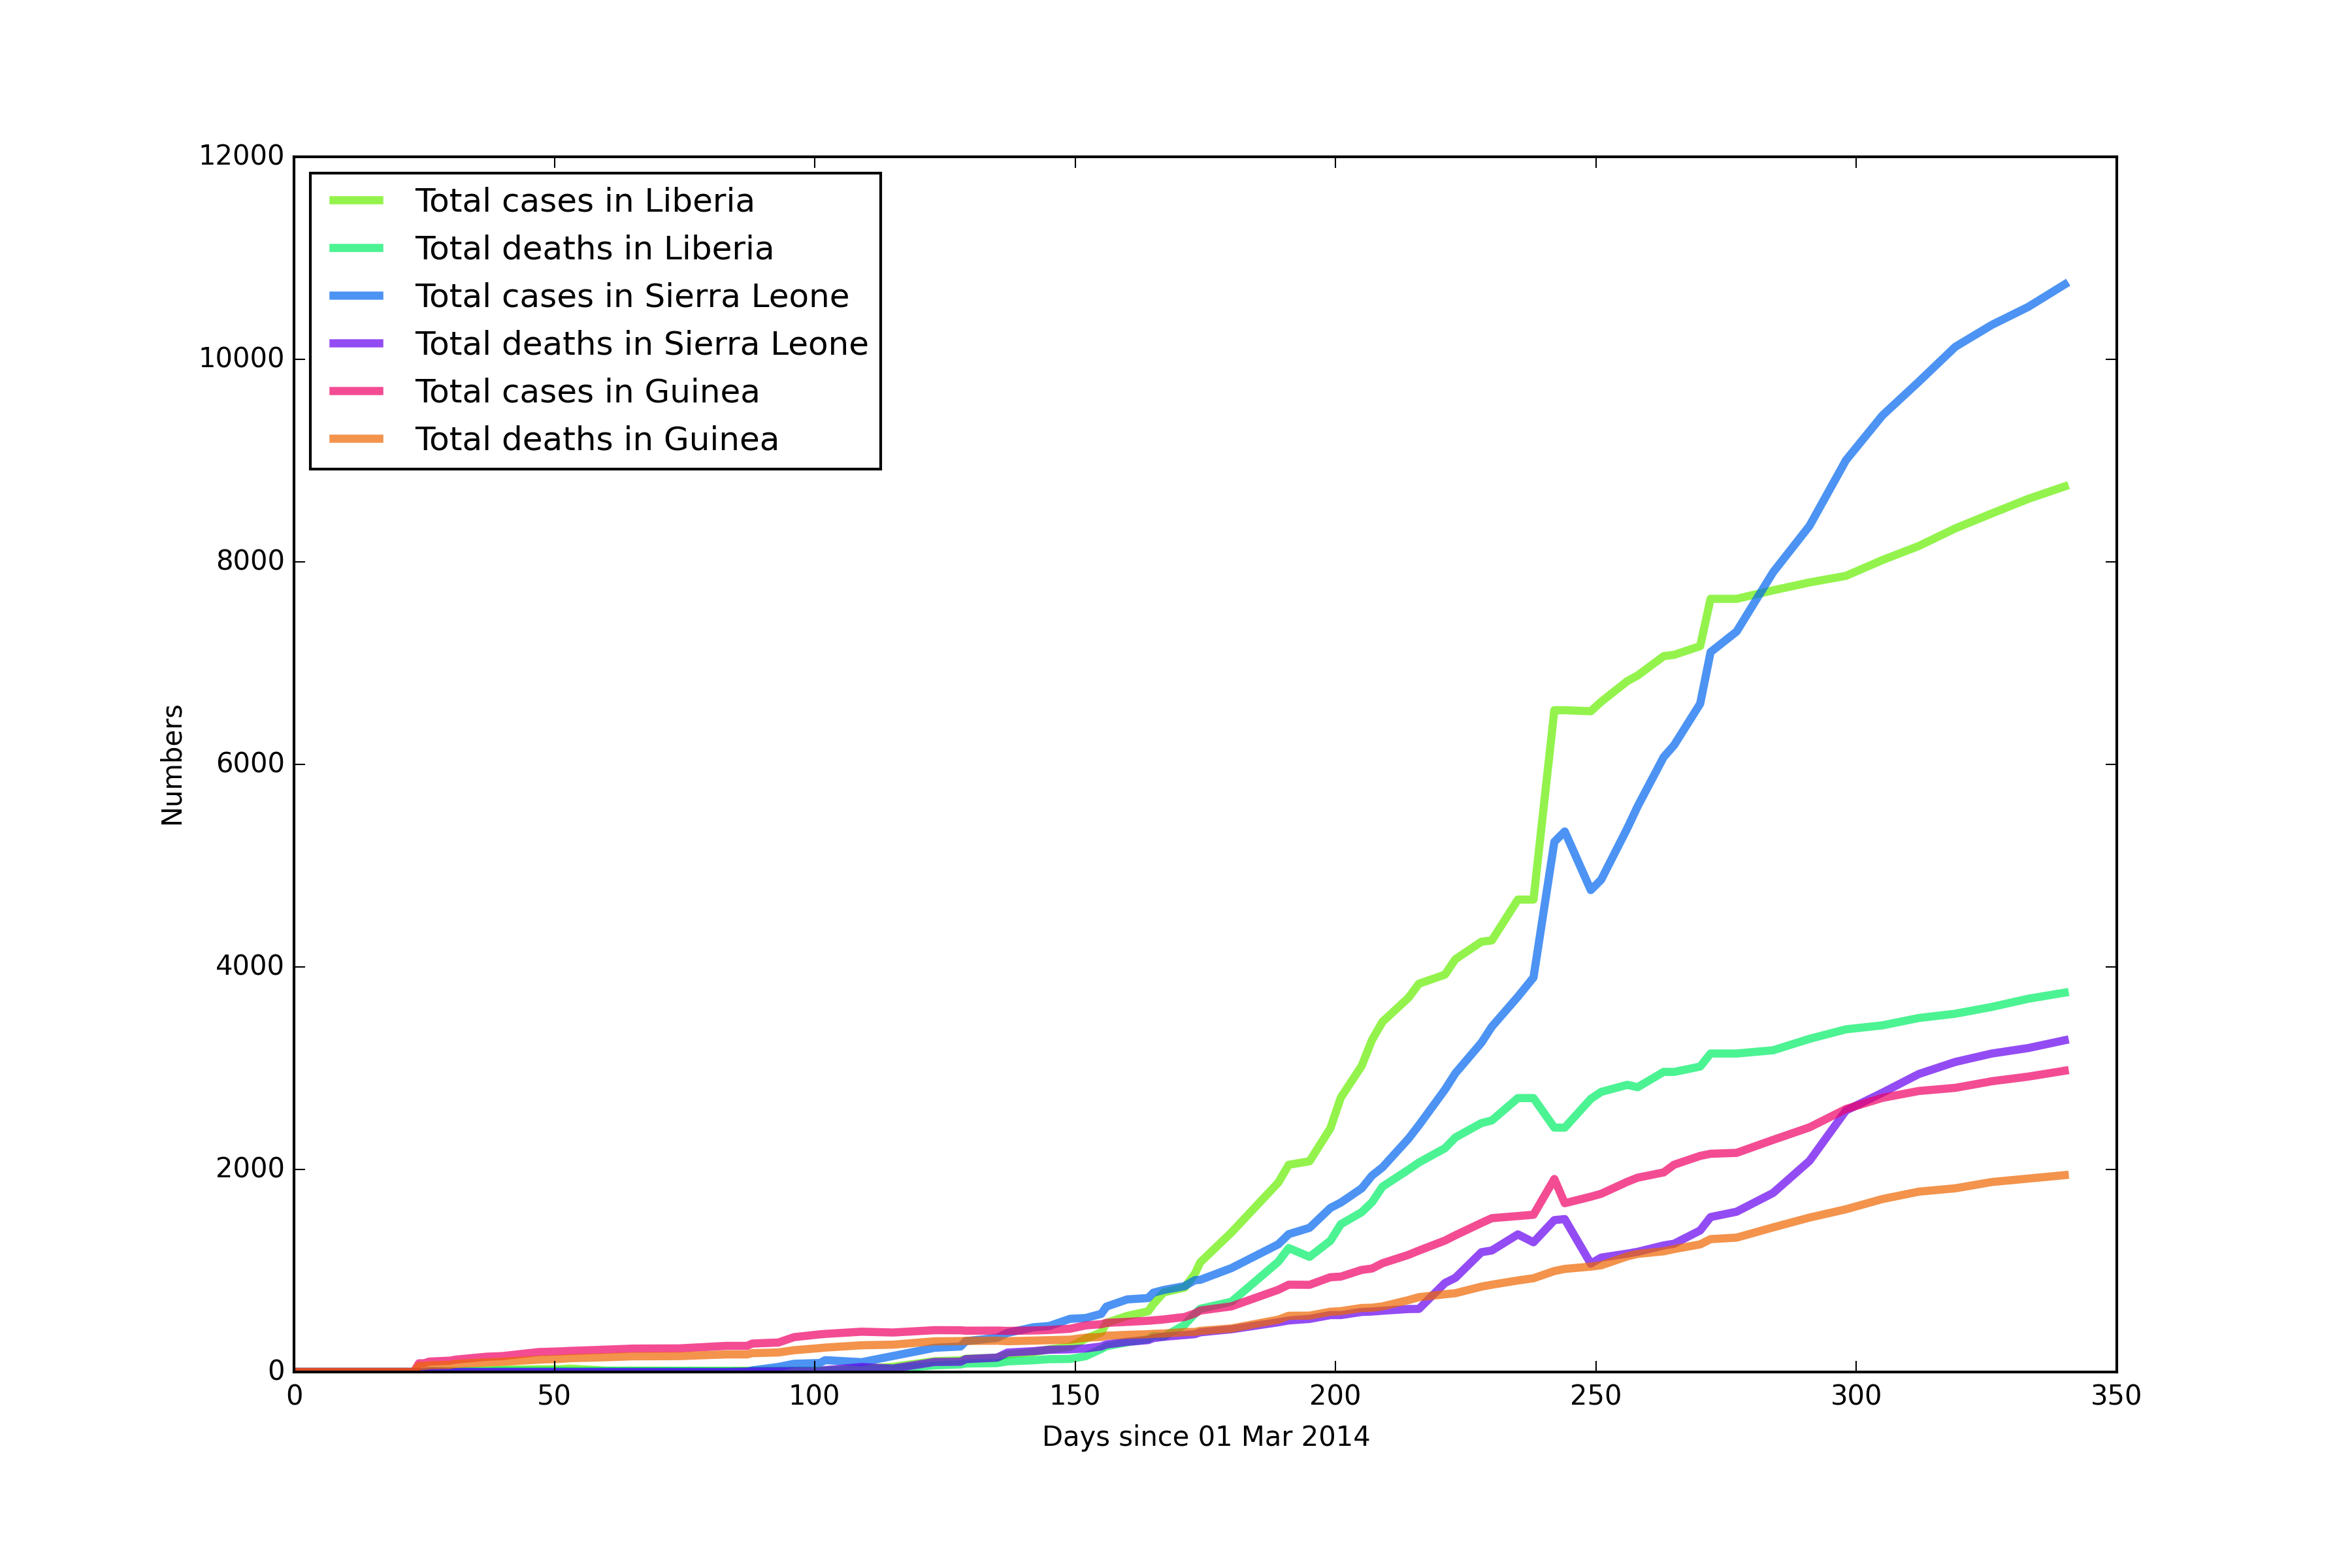 12000
10000
8000
6000
4000
2000
0
Numbers
Total cases in Liberia
Total deaths in Liberia
Total cases in Sierra Leone
Total deaths in Sierra Leone
Total cases in Guinea
Total deaths in Guinea
0 50 100 150 200 250 300 350
Days since 01 Mar 2014